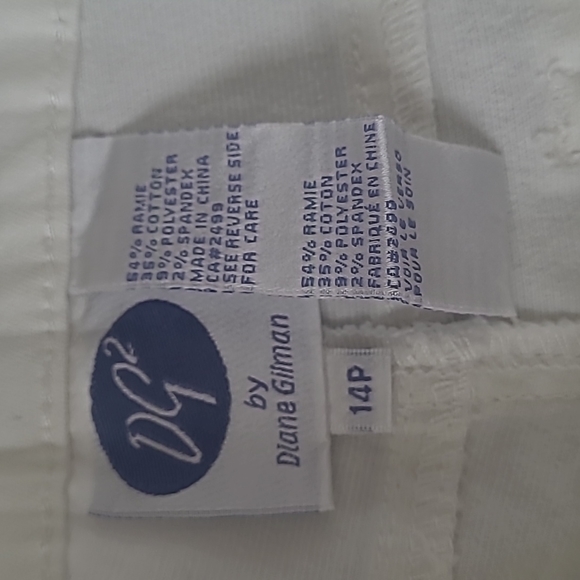 54% RAMIE
35% COTTON
9% POLYESTER
2% SPANDEX
MADE IN CHINA
CA#2499
SEE REVERSE SIDE
FOR CARE
54% RAMIE
35% COTON
9% POLYESTER
2% SPANDEX
FABRIQUÉ EN CHINE
CA#2499
VOIR LE VERSO
POUR LE SOIN
DG2
by
Diane Gilman
14P